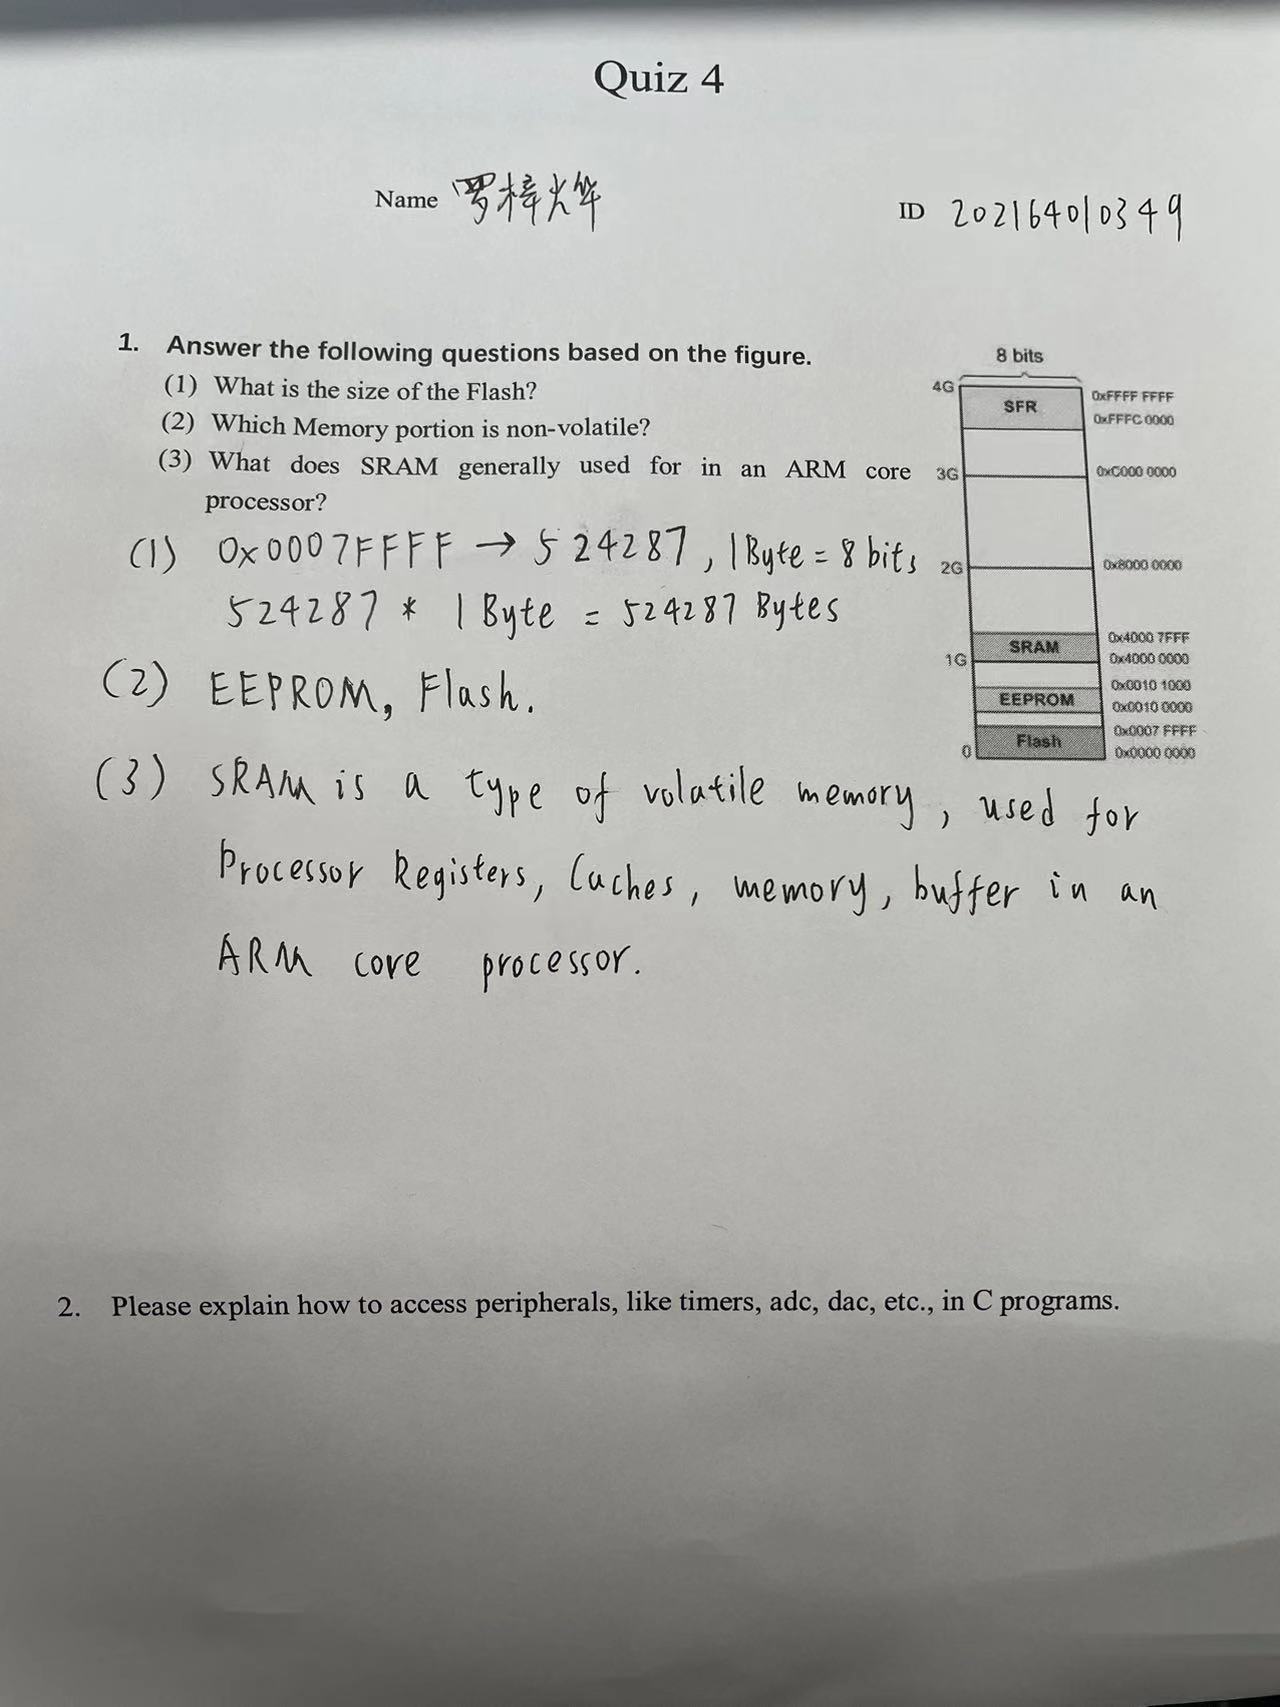 Quiz 4
Name 罗梓烨
ID 202164010349
1. Answer the following questions based on the figure.
(1) What is the size of the Flash?
(2) Which Memory portion is non-volatile?
(3) What does SRAM generally used for in an ARM core
processor?
8 bits
4G
SFR
0xFFFF FFFF
0xFFFC 0000
3G
0xC000 0000
2G
0x8000 0000
SRAM
0x4000 7FFF
1G
0x4000 0000
EEPROM
0x0010 1000
0x0010 0000
Flash
0x0007 FFFF
0
0x0000 0000
(1) 0x0007FFFF → 524287, 1Byte = 8 bits
524287 * 1 Byte = 524287 Bytes
(2) EEPROM, Flash.
(3) SRAM is a type of volatile memory, used for
Processor Registers, Caches, memory, buffer in an
ARM core processor.
2. Please explain how to access peripherals, like timers, adc, dac, etc., in C programs.